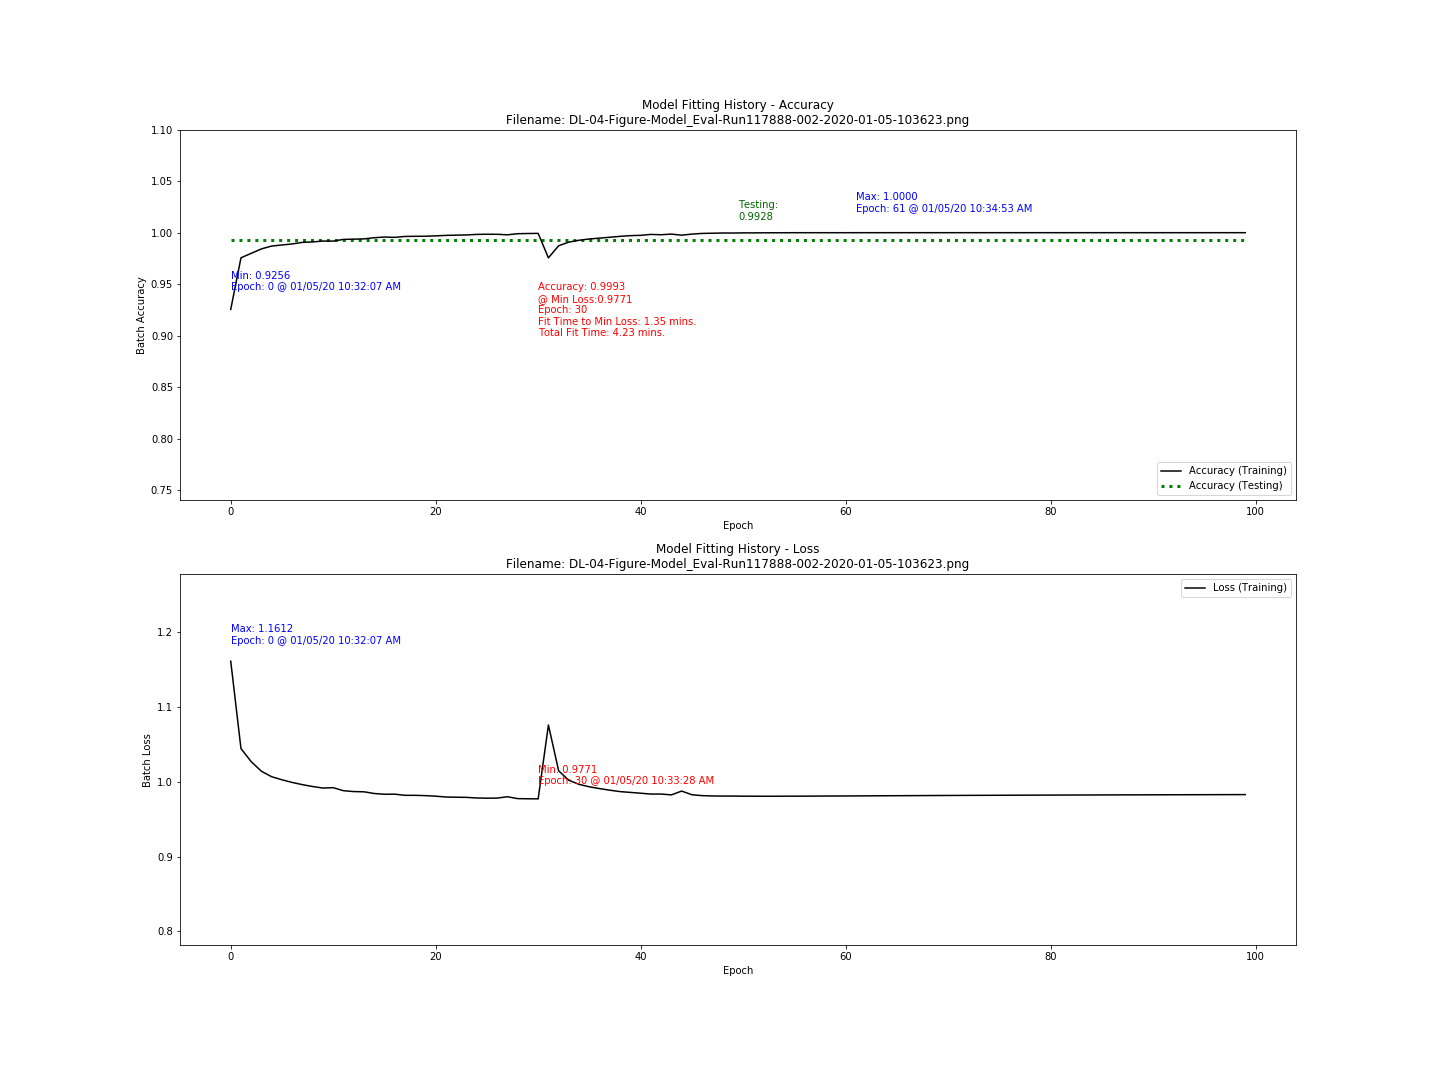 Model Fitting History - Accuracy
Filename: DL-04-Figure-Model_Eval-Run117888-002-2020-01-05-103623.png
1.10
1.05
1.00
0.95
0.90
0.85
0.80
0.75
Batch Accuracy
Testing:
0.9928
Max: 1.0000
Epoch: 61 @ 01/05/20 10:34:53 AM
Min: 0.9256
Epoch: 0 @ 01/05/20 10:32:07 AM
Accuracy: 0.9993
@ Min Loss:0.9771
Epoch: 30
Fit Time to Min Loss: 1.35 mins.
Total Fit Time: 4.23 mins.
Accuracy (Training)
Accuracy (Testing)
0 20 40 60 80 100
Epoch
Model Fitting History - Loss
Filename: DL-04-Figure-Model_Eval-Run117888-002-2020-01-05-103623.png
Loss (Training)
1.2
1.1
1.0
0.9
0.8
Batch Loss
Max: 1.1612
Epoch: 0 @ 01/05/20 10:32:07 AM
Min: 0.9771
Epoch: 30 @ 01/05/20 10:33:28 AM
0 20 40 60 80 100
Epoch